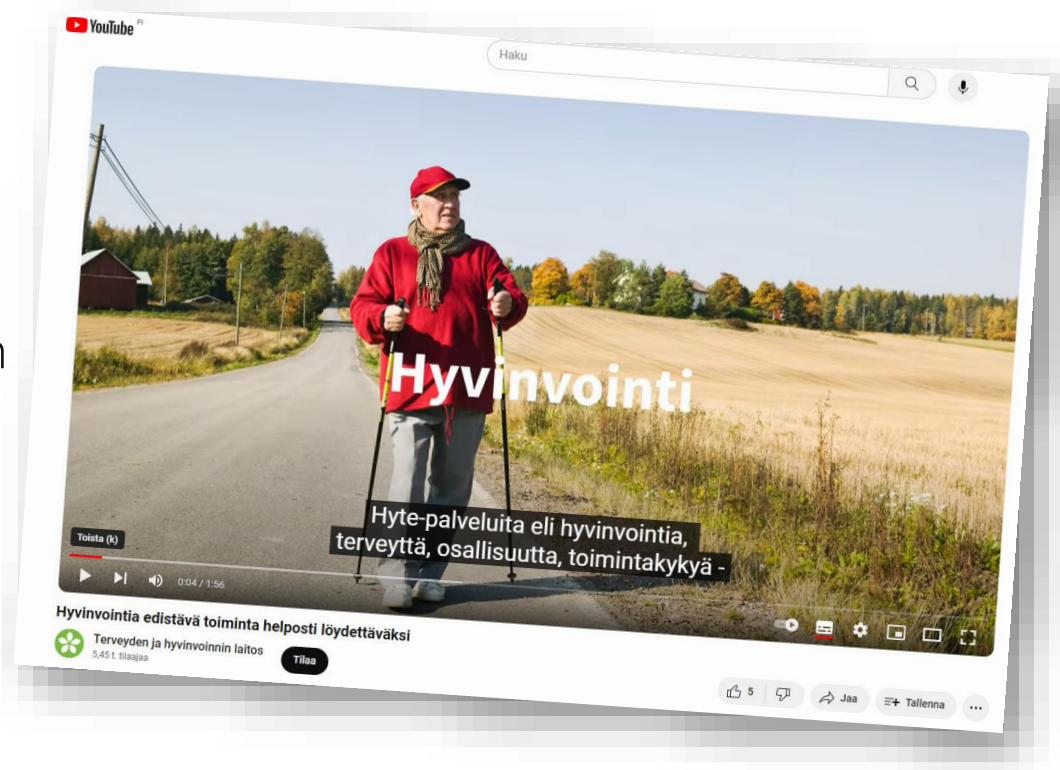 YouTube FI
Haku
n
Hyvinvointi
Hyte-palveluita eli hyvinvointia,
terveyttä, osallisuutta, toimintakykyä -
Toista (k)
0:04 / 1:56
Hyvinvointia edistävä toiminta helposti löydettäväksi
Terveyden ja hyvinvoinnin laitos
5,45 t. tilaajaa
Tilaa
5
Jaa
Tallenna